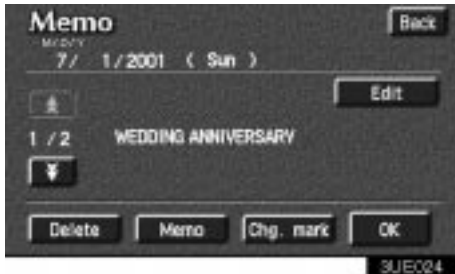 Memo Back
M/D/Y
7/ 1/2001 ( Sun )
Edit
1 / 2 WEDDING ANNIVERSARY
Delete Memo Chg. mark OK
3UE024